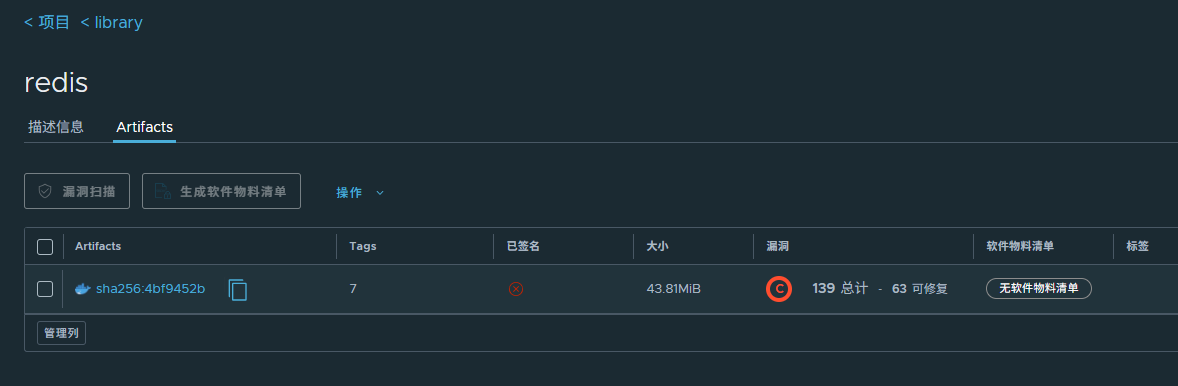 < 项目 < library
redis
描述信息 Artifacts
漏洞扫描 生成软件物料清单 操作
Artifacts Tags 已签名 大小 漏洞 软件物料清单 标签
sha256:4bf9452b 7 43.81MiB C 139 总计 - 63 可修复 无软件物料清单
管理列